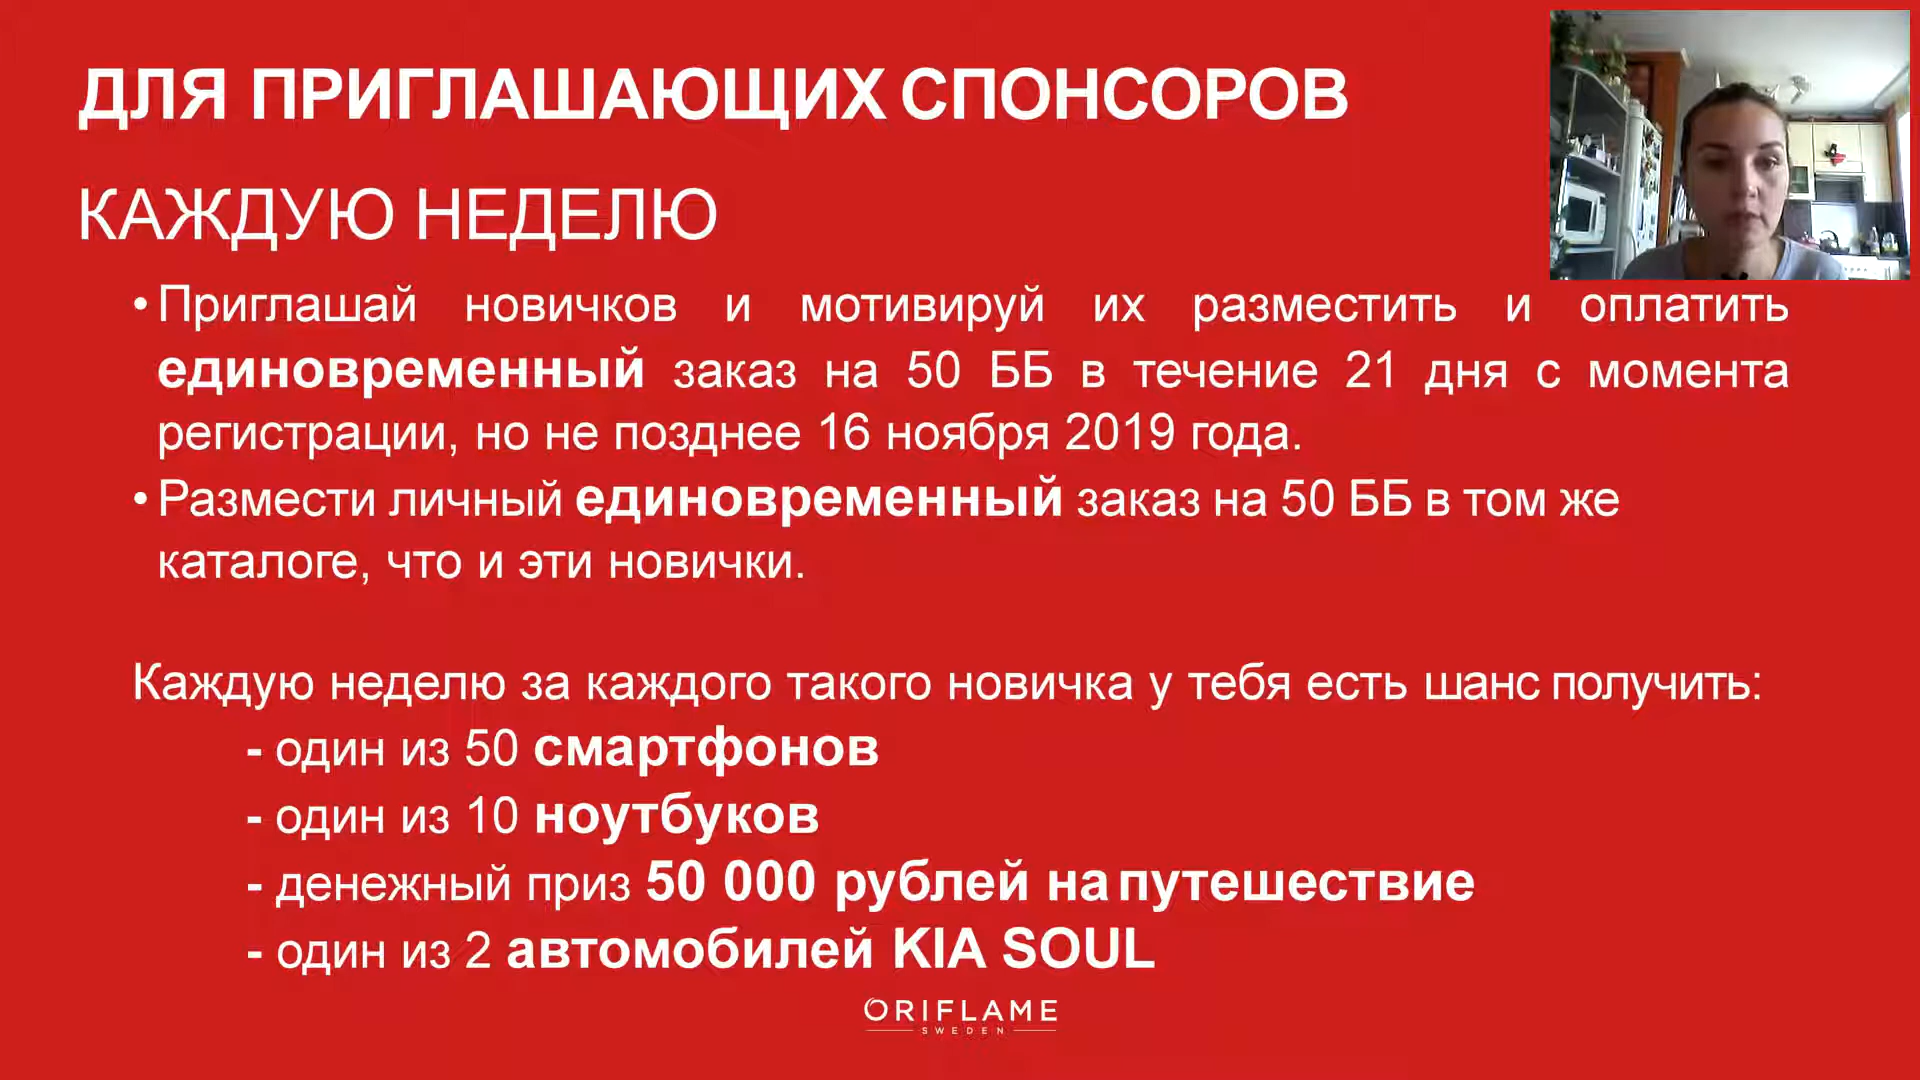 ДЛЯ ПРИГЛАШАЮЩИХ СПОНСОРОВ
КАЖДУЮ НЕДЕЛЮ
• Приглашай новичков и мотивируй их разместить и оплатить
единовременный заказ на 50 ББ в течение 21 дня с момента
регистрации, но не позднее 16 ноября 2019 года.
• Размести личный единовременный заказ на 50 ББ в том же
каталоге, что и эти новички.
Каждую неделю за каждого такого новичка у тебя есть шанс получить:
- один из 50 смартфонов
- один из 10 ноутбуков
- денежный приз 50 000 рублей на путешествие
- один из 2 автомобилей KIA SOUL
ORIFLAME
SWEDEN